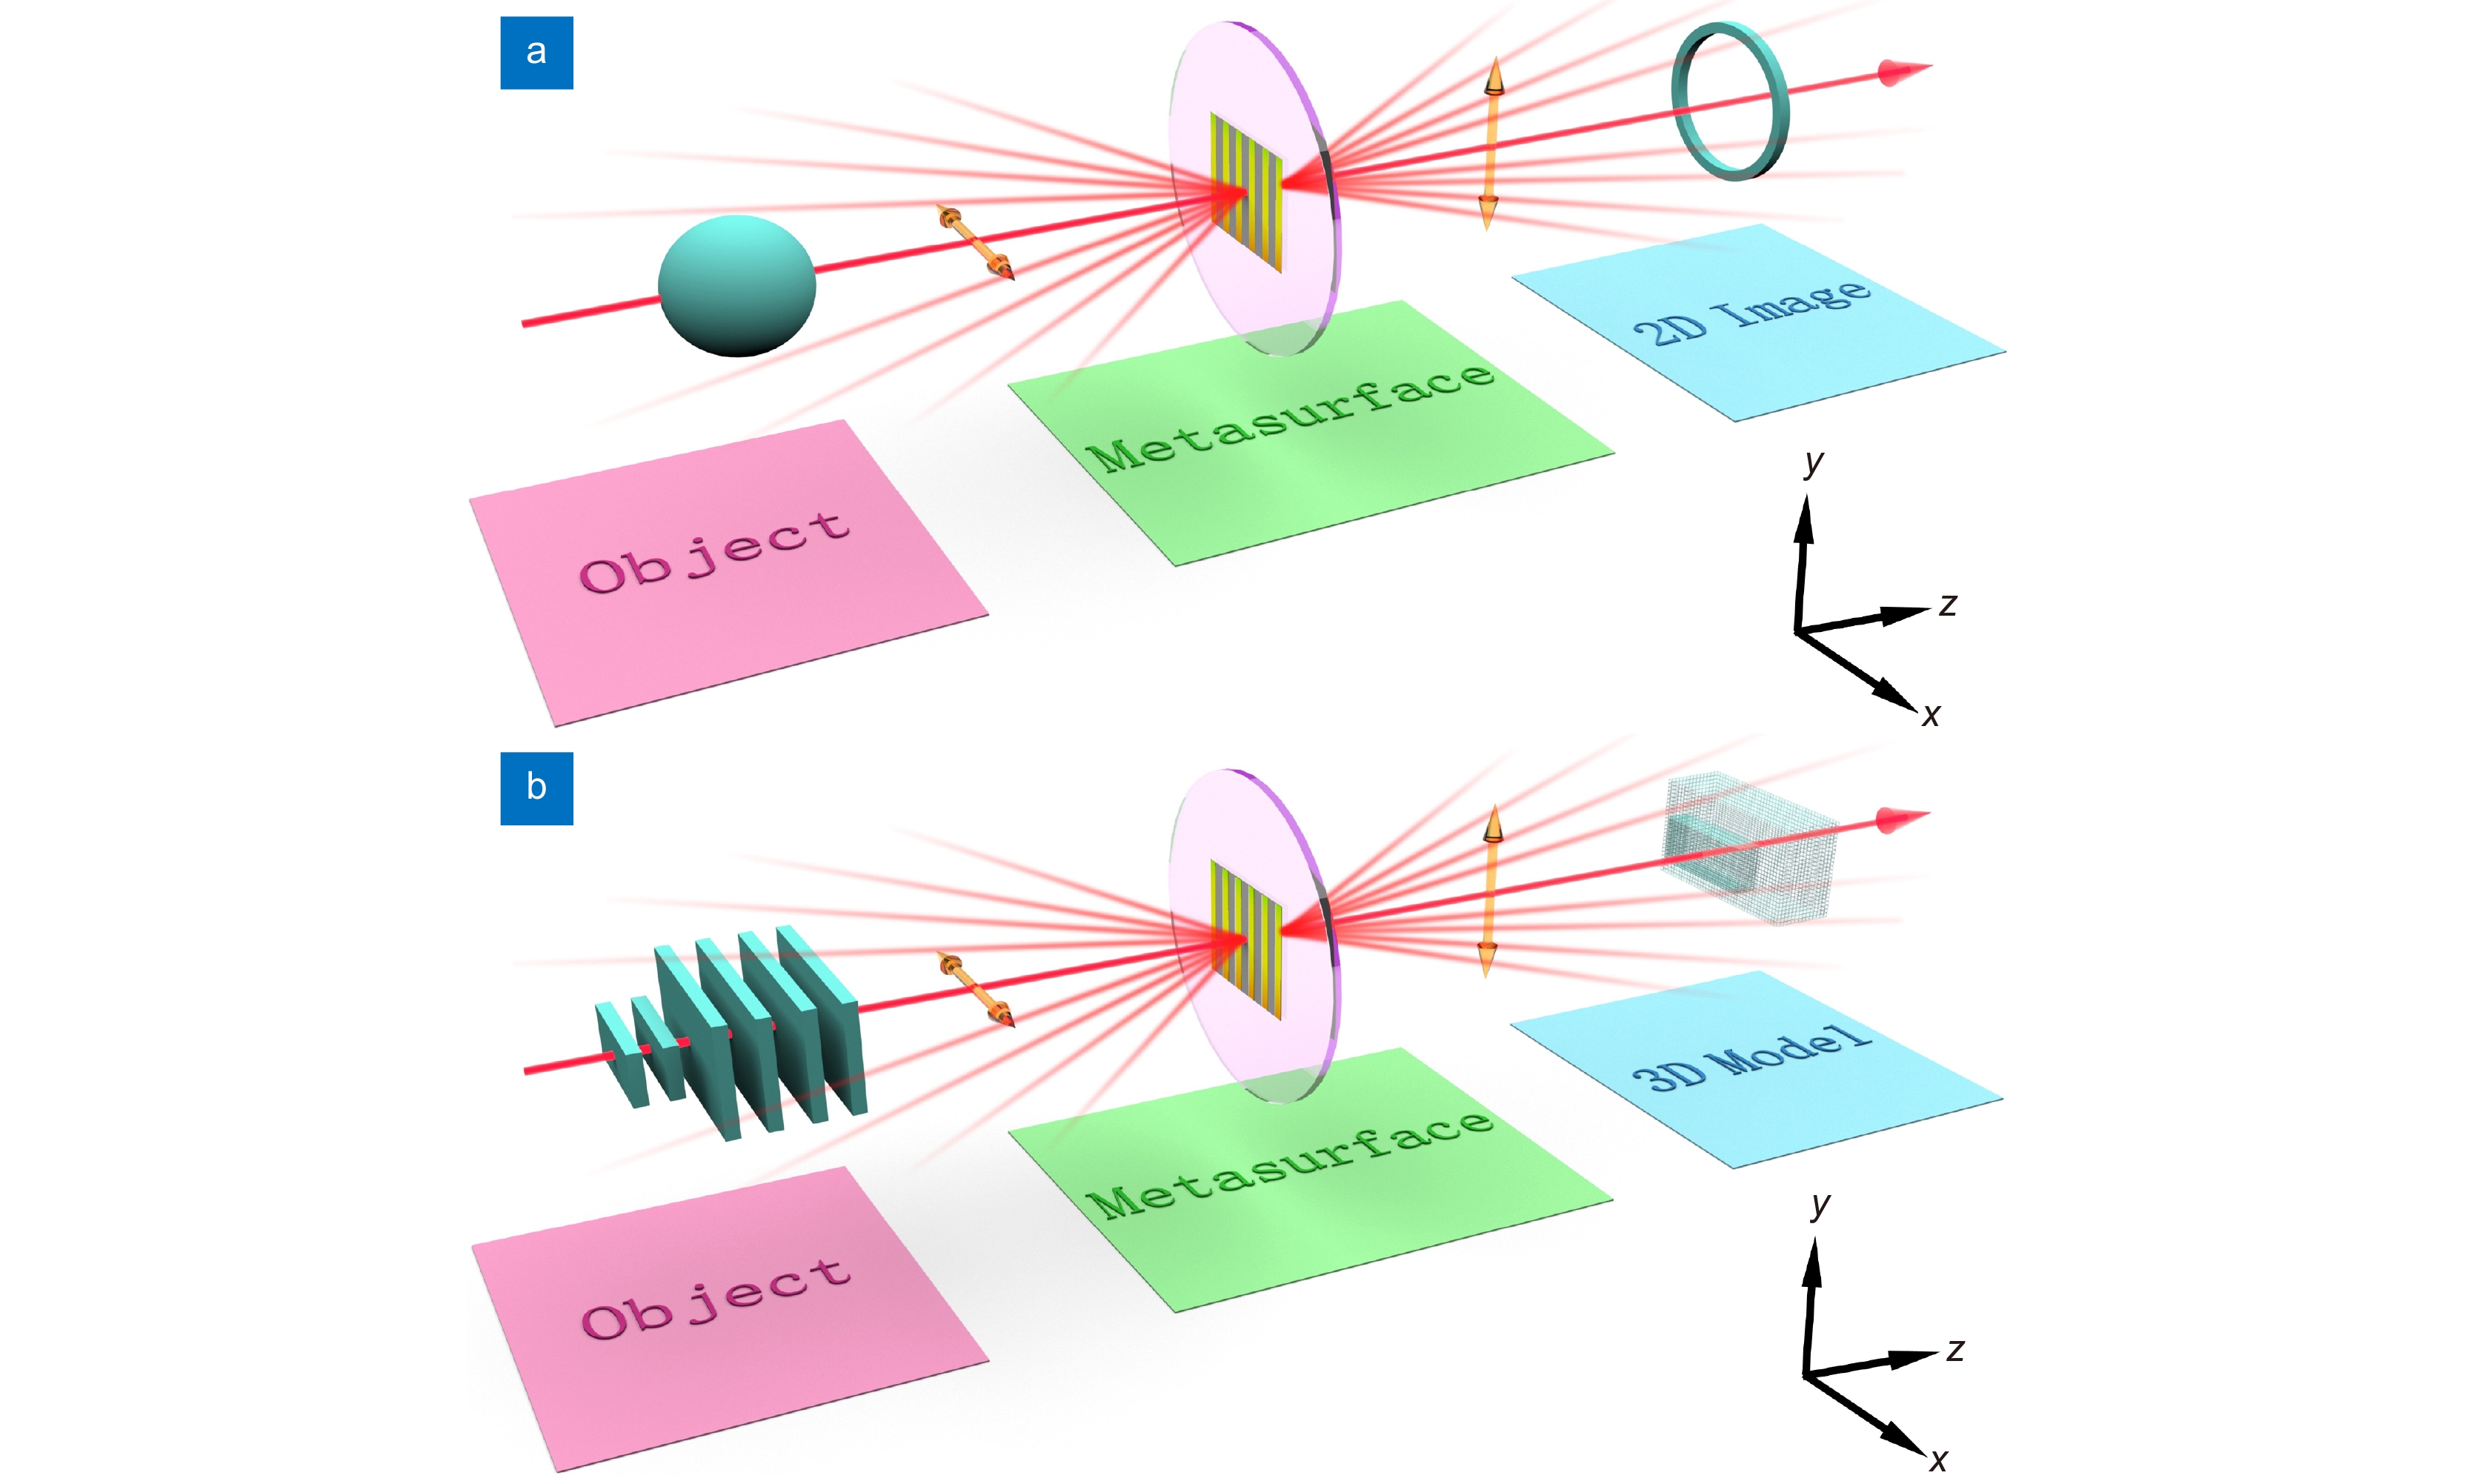 a
2D Image
Metasurface
Object
y
z
x
b
3D Model
Metasurface
Object
y
z
x